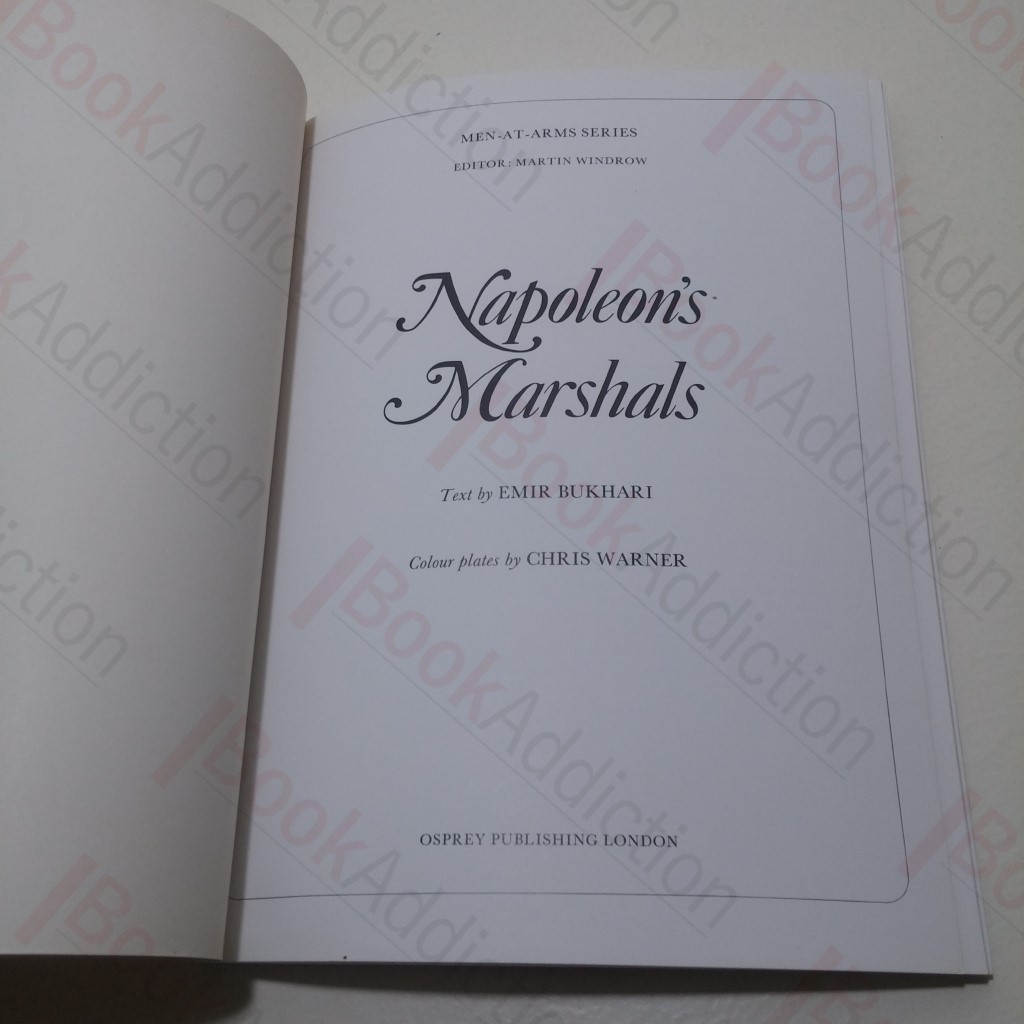 MEN-AT-ARMS SERIES
EDITOR: MARTIN WINDROW
Napoleon's
Marshals
Text by EMIR BUKHARI
Colour plates by CHRIS WARNER
OSPREY PUBLISHING LONDON
BookAddiction